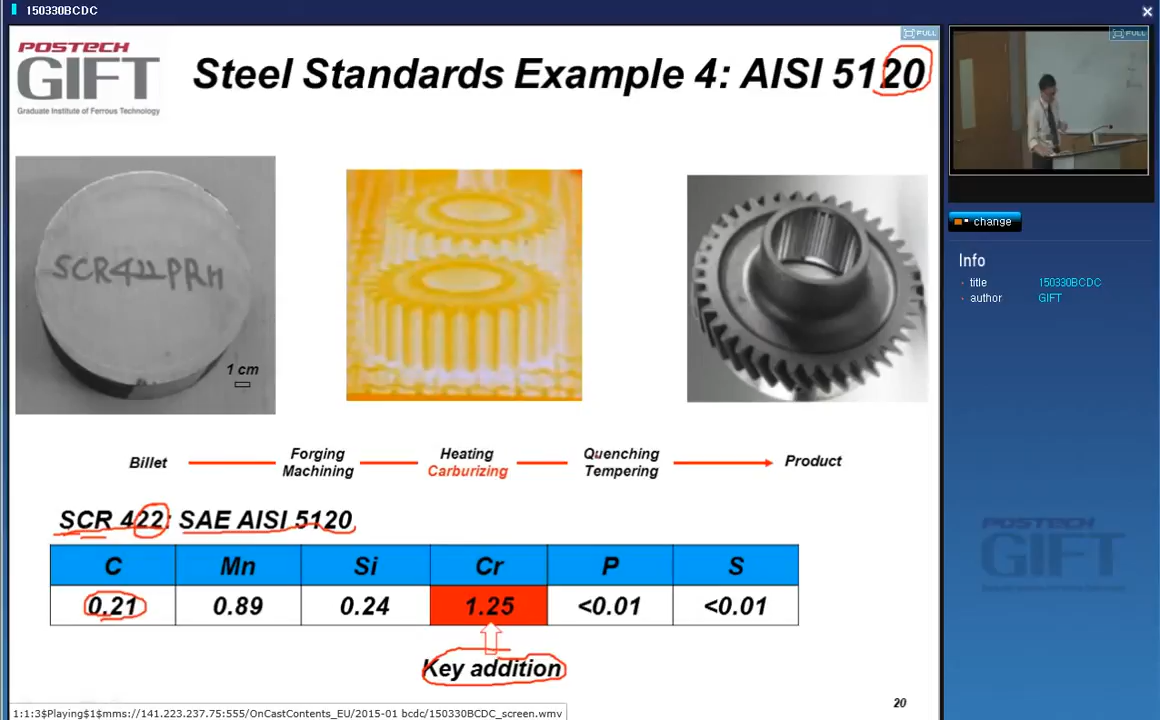 150330BCDC
POSTECH
GIFT
Graduate Institute of Ferrous Technology
Steel Standards Example 4: AISI 5120
FULL
FULL
change
Info
title 150330BCDC
author GIFT
SCR422PRM
1 cm
Billet
Forging
Machining
Heating
Carburizing
Quenching
Tempering
Product
SCR 422: SAE AISI 5120
C Mn Si Cr P S
0.21 0.89 0.24 1.25 <0.01 <0.01
Key addition
POSTECH
GIFT
20
1:1:3$Playing$1$mms://141.223.237.75:555/OnCastContents_EU/2015-01 bcdc/150330BCDC_screen.wmv